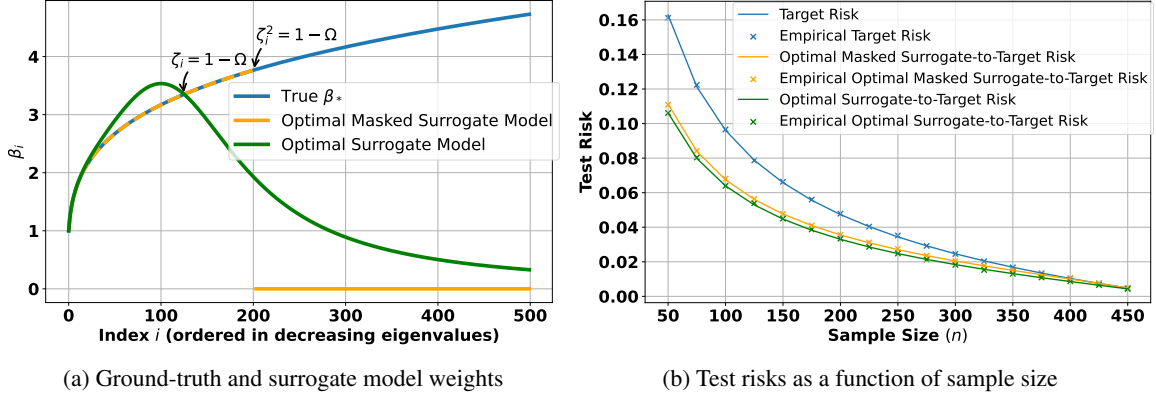 4
3
2
1
0
β_i
ζ_i = 1 − Ω
ζ_i^2 = 1 − Ω
True β_*
Optimal Masked Surrogate Model
Optimal Surrogate Model
0 100 200 300 400 500
Index i (ordered in decreasing eigenvalues)
(a) Ground-truth and surrogate model weights
0.16
0.14
0.12
0.10
0.08
0.06
0.04
0.02
0.00
Test Risk
Target Risk
Empirical Target Risk
Optimal Masked Surrogate-to-Target Risk
Empirical Optimal Masked Surrogate-to-Target Risk
Optimal Surrogate-to-Target Risk
Empirical Optimal Surrogate-to-Target Risk
50 100 150 200 250 300 350 400 450
Sample Size (n)
(b) Test risks as a function of sample size